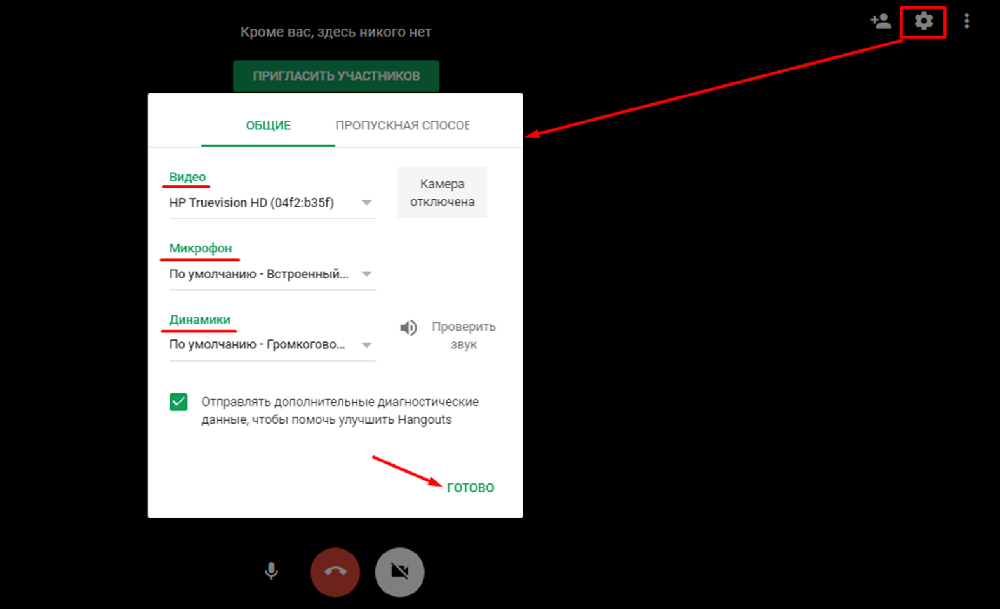 Кроме вас, здесь никого нет
ПРИГЛАСИТЬ УЧАСТНИКОВ
ОБЩИЕ
ПРОПУСКНАЯ СПОСОБ
Видео
HP Truevision HD (04f2:b35f)
Камера
отключена
Микрофон
По умолчанию - Встроенный...
Динамики
По умолчанию - Громкогово...
Проверить
звук
Отправлять дополнительные диагностические
данные, чтобы помочь улучшить Hangouts
ГОТОВО